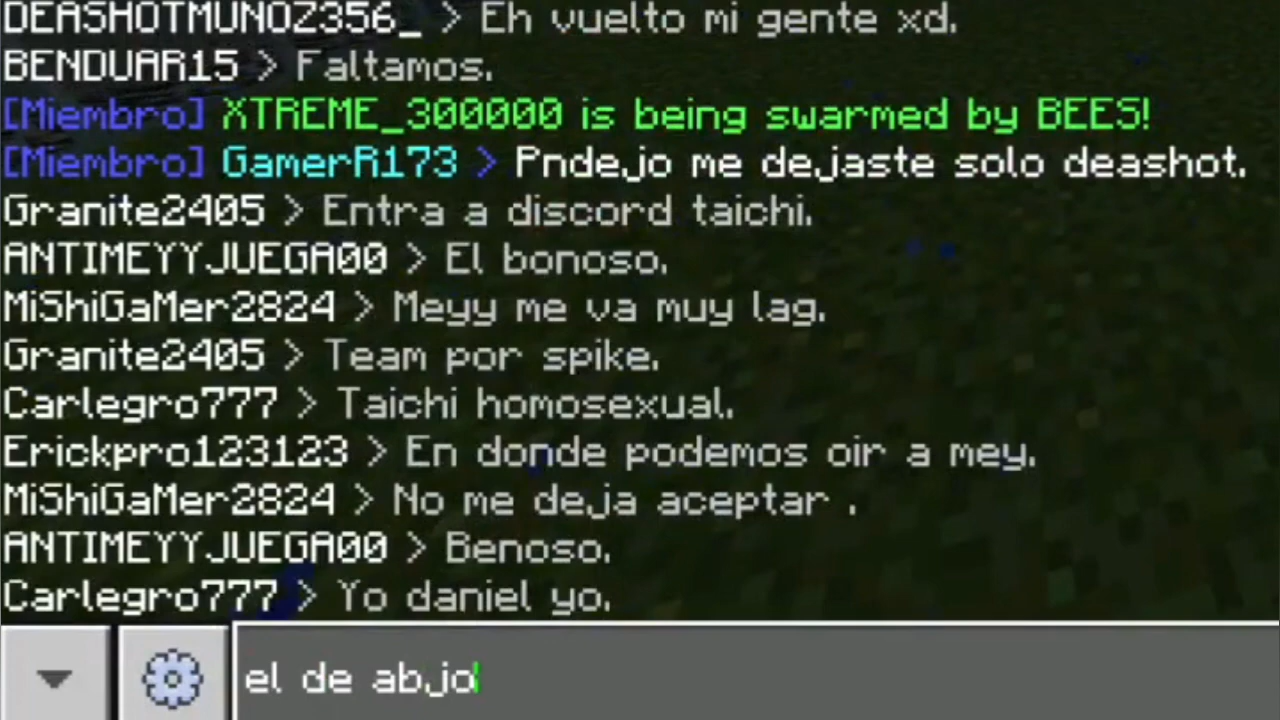 DEASHOTMUNOZ356_ > Eh vuelto mi gente xd.
BENDUAR15 > Faltamos.
[Miembro] XTREME_300000 is being swarmed by BEES!
[Miembro] GamerR173 > Pndejo me dejaste solo deashot.
Granite2405 > Entra a discord taichi.
ANTIMEYYJUEGA00 > El bonoso.
MiShiGaMer2824 > Meyy me va muy lag.
Granite2405 > Team por spike.
Carlegro777 > Taichi homosexual.
Erickpro123123 > En donde podemos oir a mey.
MiShiGaMer2824 > No me deja aceptar .
ANTIMEYYJUEGA00 > Benoso.
Carlegro777 > Yo daniel yo.
el de abjo